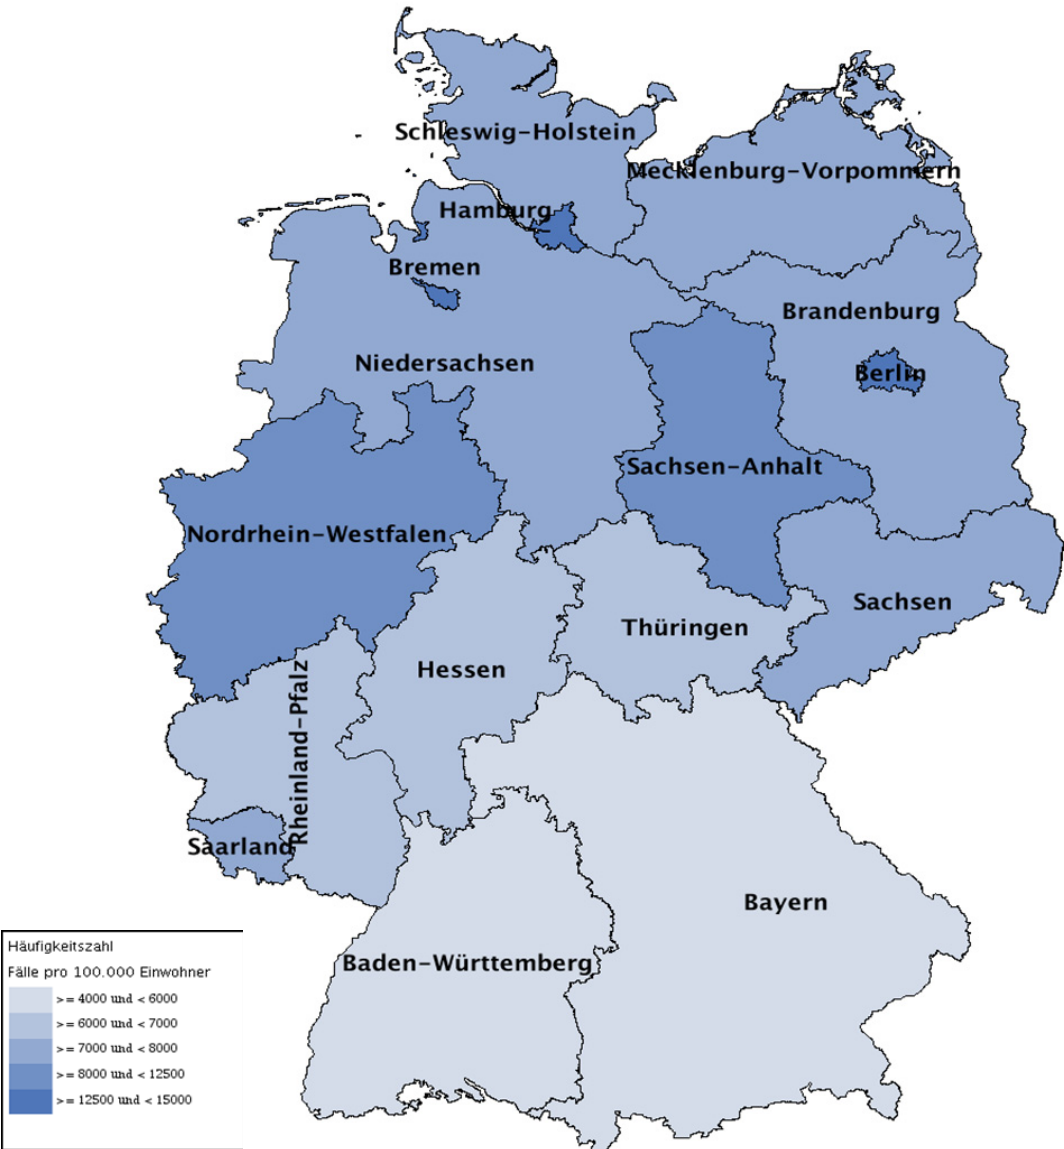 Schleswig-Holstein
Mecklenburg-Vorpommern
Hamburg
Bremen
Brandenburg
Niedersachsen
Berlin
Sachsen-Anhalt
Nordrhein-Westfalen
Sachsen
Thüringen
Hessen
Rheinland-Pfalz
Saarland
Bayern
Baden-Württemberg
Häufigkeitszahl
Fälle pro 100.000 Einwohner
>= 4000 und < 6000
>= 6000 und < 7000
>= 7000 und < 8000
>= 8000 und < 12500
>= 12500 und < 15000